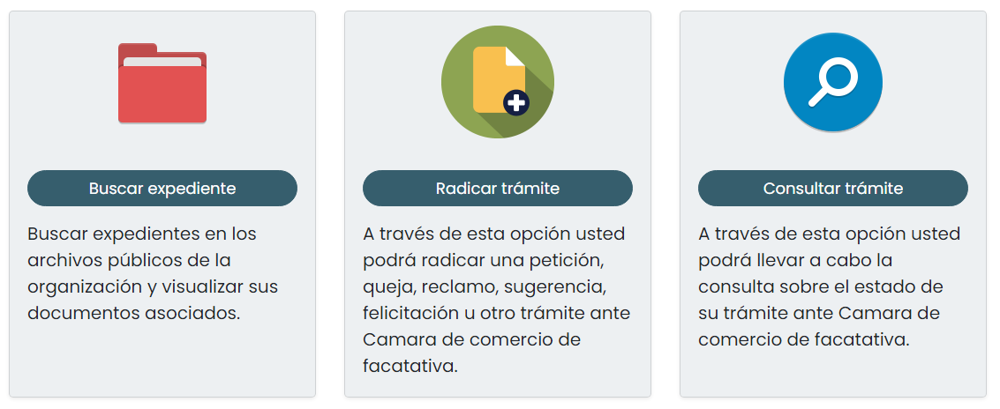 Buscar expediente
Buscar expedientes en los
archivos públicos de la
organización y visualizar sus
documentos asociados.
Radicar trámite
A través de esta opción usted
podrá radicar una petición,
queja, reclamo, sugerencia,
felicitación u otro trámite ante
Camara de comercio de
facatativa.
Consultar trámite
A través de esta opción usted
podrá llevar a cabo la
consulta sobre el estado de
su trámite ante Camara de
comercio de facatativa.